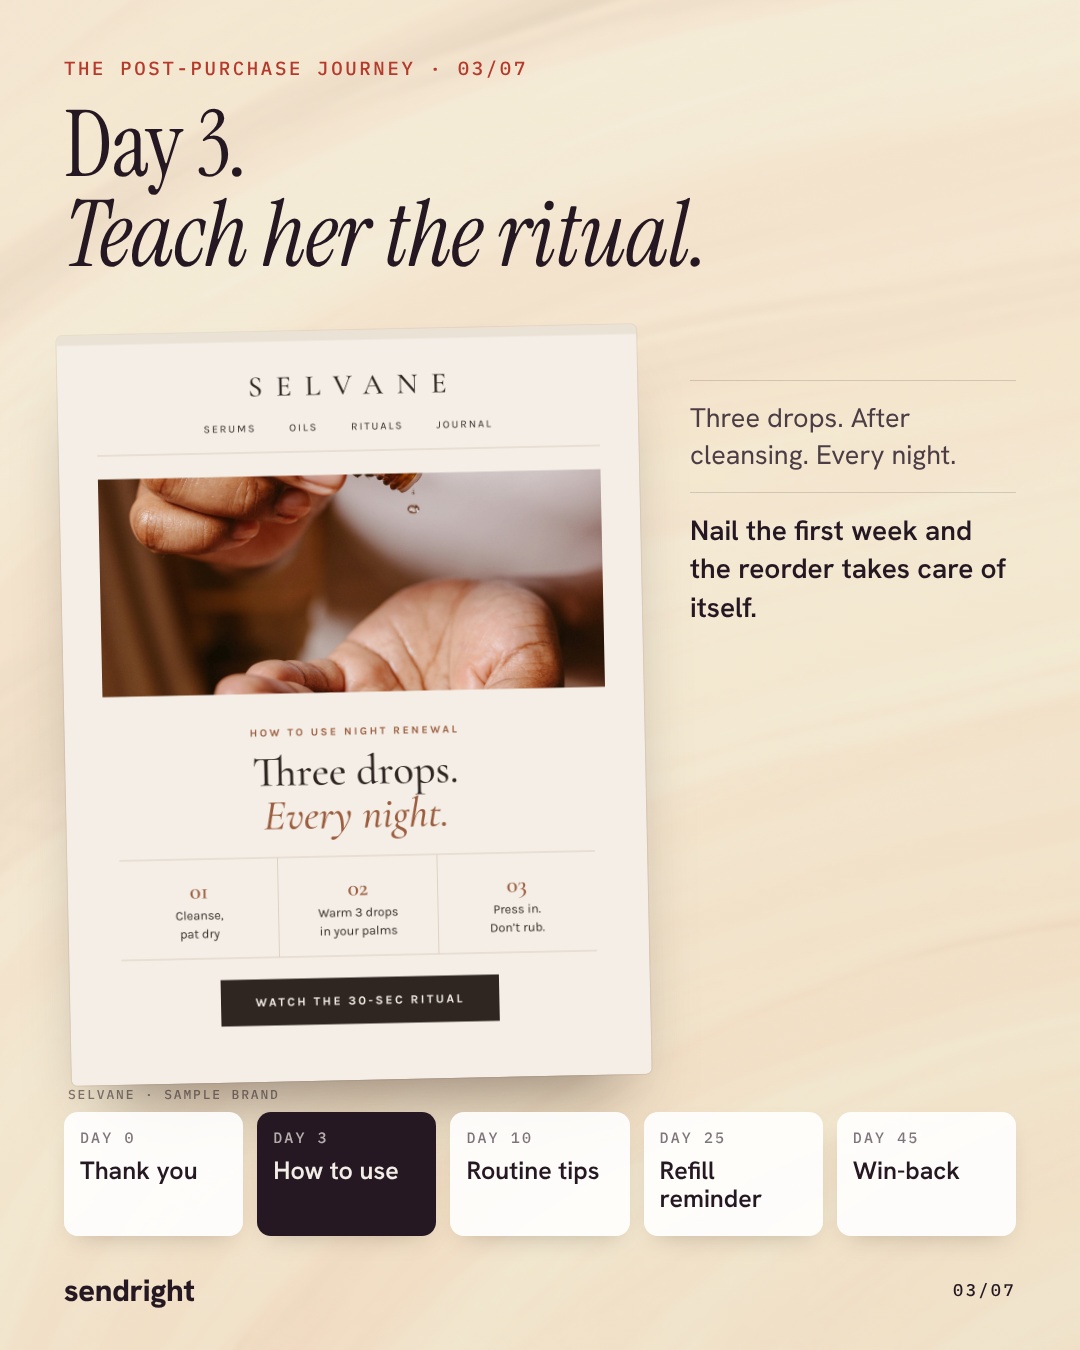 THE POST-PURCHASE JOURNEY · 03/07
Day 3.
Teach her the ritual.
SELVANE
SERUMS OILS RITUALS JOURNAL
HOW TO USE NIGHT RENEWAL
Three drops.
Every night.
01
Cleanse,
pat dry
02
Warm 3 drops
in your palms
03
Press in.
Don't rub.
WATCH THE 30-SEC RITUAL
Three drops. After
cleansing. Every night.
Nail the first week and
the reorder takes care of
itself.
SELVANE · SAMPLE BRAND
DAY 0
Thank you
DAY 3
How to use
DAY 10
Routine tips
DAY 25
Refill
reminder
DAY 45
Win-back
sendright
03/07